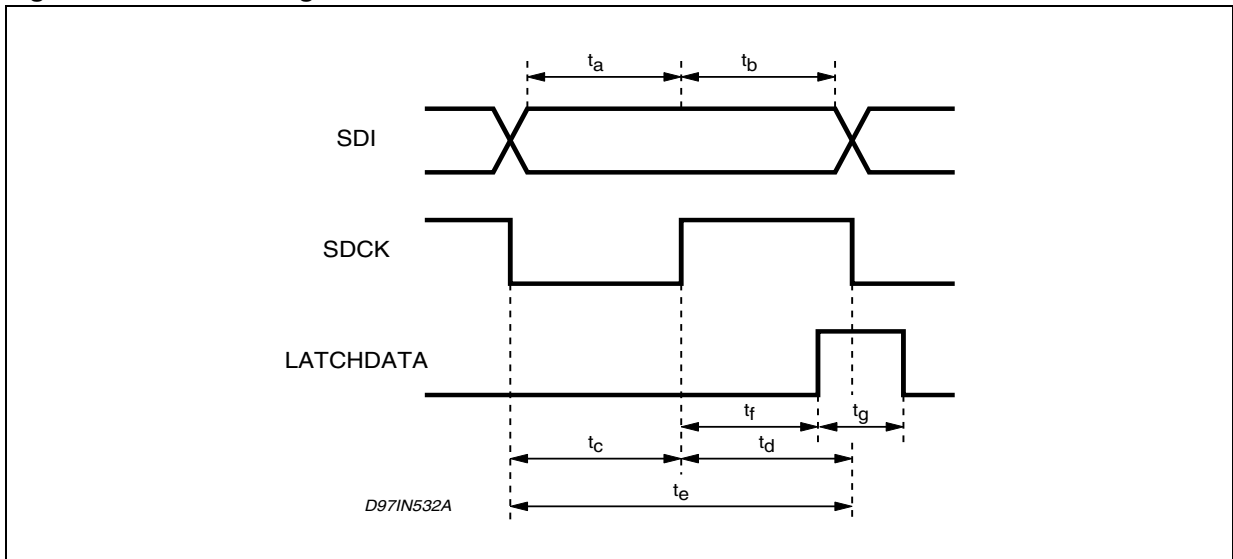 ta tb
SDI
SDCK
LATCHDATA
tf tg
tc td
te
D97IN532A